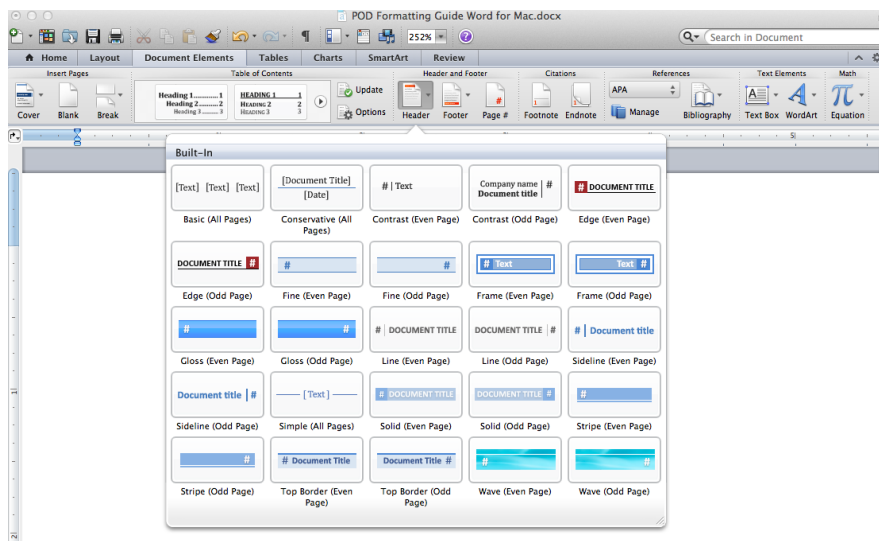 POD Formatting Guide Word for Mac.docx
252%
Search in Document
Home Layout Document Elements Tables Charts SmartArt Review
Insert Pages Table of Contents Header and Footer Citations References Text Elements Math
Cover Blank Break
Heading 1 1
Heading 2 2
Heading 3 3
HEADING 1 1
HEADING 2 2
HEADING 3 3
Update
Options
Header Footer Page #
Footnote Endnote
APA
Manage
Bibliography
Text Box WordArt
Equation
5
Built-In
[Text] [Text] [Text]
[Document Title]
[Date]
# | Text
Company name | #
Document title
# DOCUMENT TITLE
Basic (All Pages)
Conservative (All
Pages)
Contrast (Even Page)
Contrast (Odd Page)
Edge (Even Page)
DOCUMENT TITLE #
#
#
# Text
Text #
Edge (Odd Page)
Fine (Even Page)
Fine (Odd Page)
Frame (Even Page)
Frame (Odd Page)
#
#
# | DOCUMENT TITLE
DOCUMENT TITLE | #
# | Document title
Gloss (Even Page)
Gloss (Odd Page)
Line (Even Page)
Line (Odd Page)
Sideline (Even Page)
Document title | #
[ Text ]
# DOCUMENT TITLE
DOCUMENT TITLE #
#
Sideline (Odd Page)
Simple (All Pages)
Solid (Even Page)
Solid (Odd Page)
Stripe (Even Page)
#
# Document Title
Document Title #
#
#
Stripe (Odd Page)
Top Border (Even
Page)
Top Border (Odd
Page)
Wave (Even Page)
Wave (Odd Page)
1
2